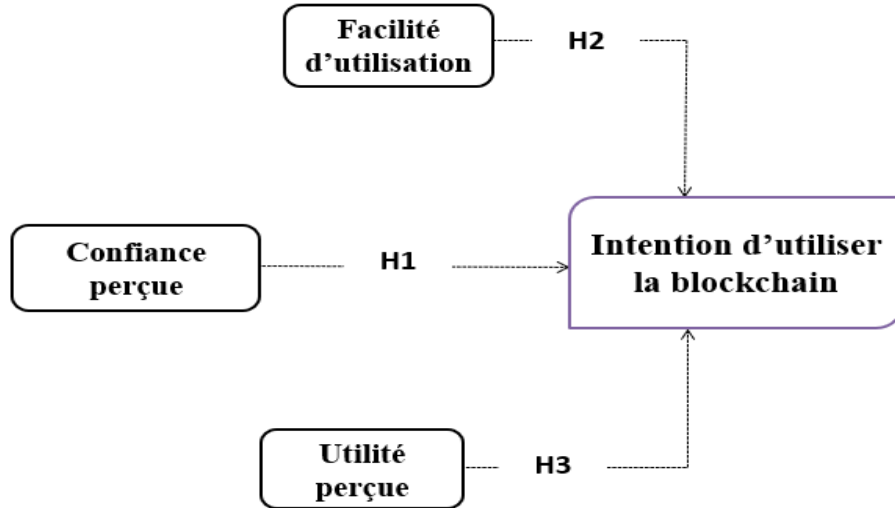 Facilité
d’utilisation
H2
Confiance
perçue
H1
Intention d’utiliser
la blockchain
Utilité
perçue
H3